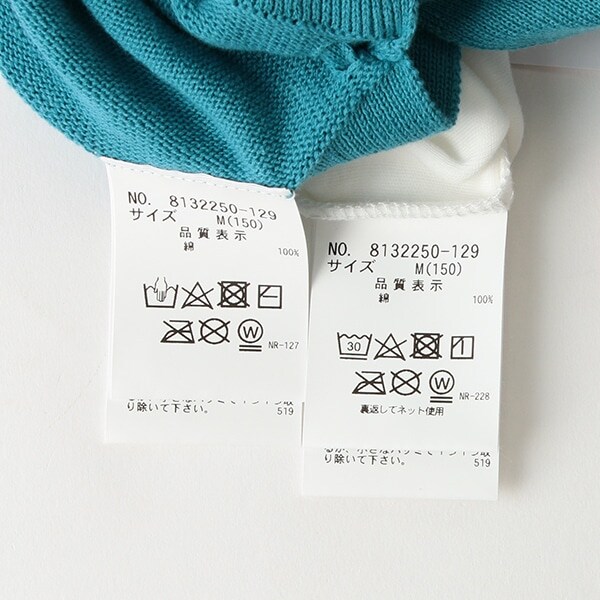 NO. 8132250-129
サイズ M(150)
品質表示
綿 100%
NR-127
り除いて下さい。 519
NO. 8132250-129
サイズ M(150)
品質表示
綿 100%
30
W
W
NR-228
裏返してネット使用
り除いて下さい。 519